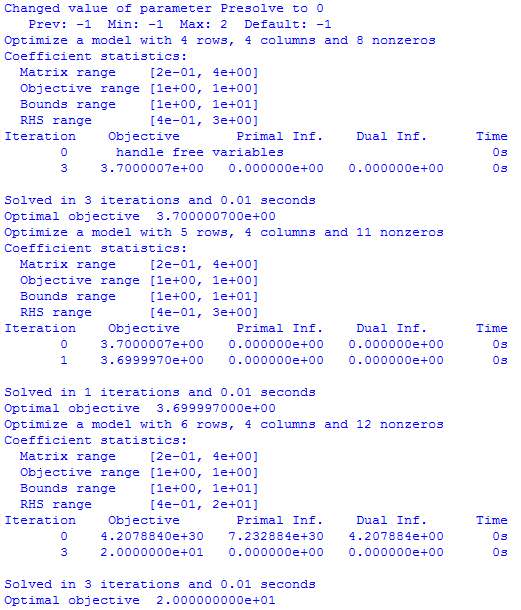 Changed value of parameter Presolve to 0
   Prev: -1  Min: -1  Max: 2  Default: -1
Optimize a model with 4 rows, 4 columns and 8 nonzeros
Coefficient statistics:
  Matrix range     [2e-01, 4e+00]
  Objective range [1e+00, 1e+00]
  Bounds range     [1e+00, 1e+01]
  RHS range        [4e-01, 3e+00]
Iteration    Objective       Primal Inf.    Dual Inf.      Time
       0      handle free variables                          0s
       3    3.7000007e+00   0.000000e+00   0.000000e+00      0s

Solved in 3 iterations and 0.01 seconds
Optimal objective  3.700000700e+00
Optimize a model with 5 rows, 4 columns and 11 nonzeros
Coefficient statistics:
  Matrix range     [2e-01, 4e+00]
  Objective range [1e+00, 1e+00]
  Bounds range     [1e+00, 1e+01]
  RHS range        [4e-01, 3e+00]
Iteration    Objective       Primal Inf.    Dual Inf.      Time
       0    3.7000007e+00   0.000000e+00   0.000000e+00      0s
       1    3.6999970e+00   0.000000e+00   0.000000e+00      0s

Solved in 1 iterations and 0.01 seconds
Optimal objective  3.699997000e+00
Optimize a model with 6 rows, 4 columns and 12 nonzeros
Coefficient statistics:
  Matrix range     [2e-01, 4e+00]
  Objective range [1e+00, 1e+00]
  Bounds range     [1e+00, 1e+01]
  RHS range        [4e-01, 2e+01]
Iteration    Objective       Primal Inf.    Dual Inf.      Time
       0    4.2078840e+30   7.232884e+30   4.207884e+00      0s
       3    2.0000000e+01   0.000000e+00   0.000000e+00      0s

Solved in 3 iterations and 0.01 seconds
Optimal objective  2.000000000e+01